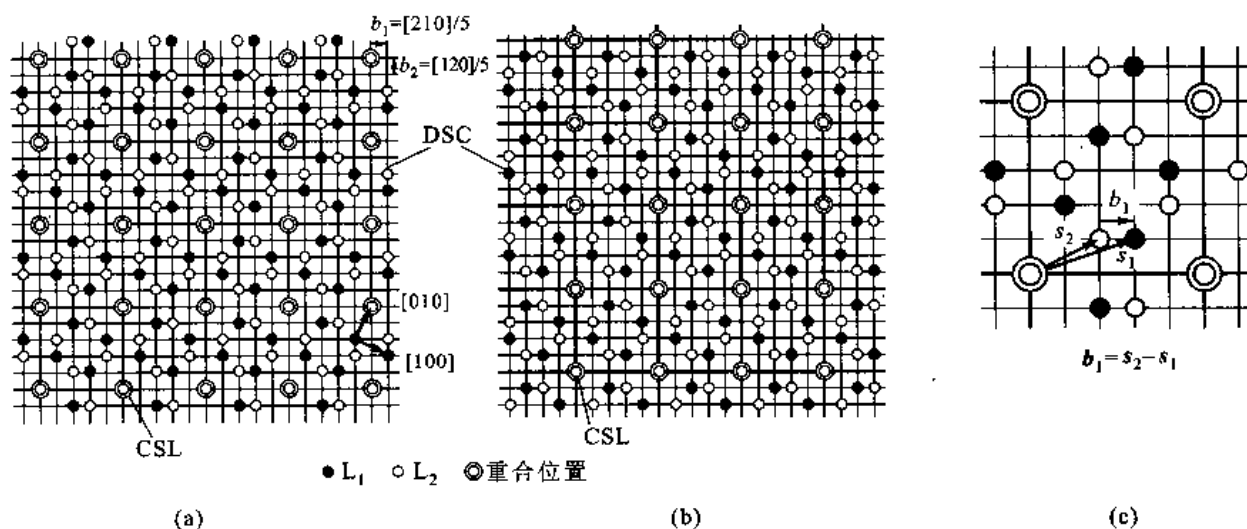 b₁=[210]/5
b₂=[120]/5
DSC
[010]
[100]
CSL
CSL
b₁
s₂
s₁
b₁=s₂−s₁
● L₁ ○ L₂ ◎重合位置
(a) (b) (c)